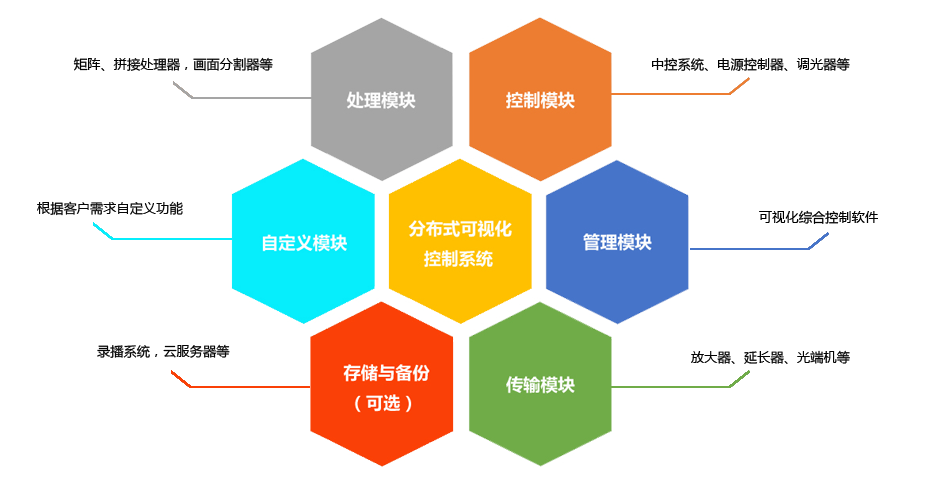 矩阵、拼接处理器，画面分割器等
处理模块
控制模块
中控系统、电源控制器、调光器等
根据客户需求自定义功能
自定义模块
分布式可视化
控制系统
管理模块
可视化综合控制软件
录播系统，云服务器等
存储与备份
（可选）
传输模块
放大器、延长器、光端机等